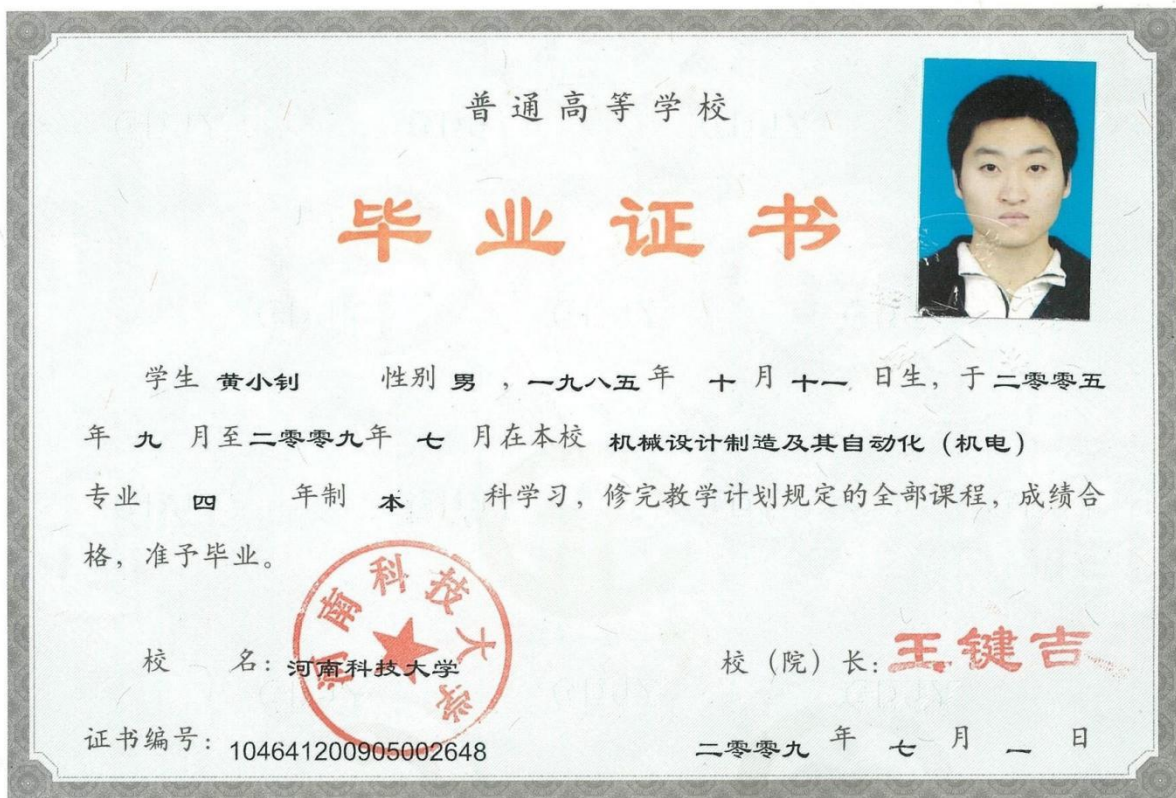 普通高等学校
毕业证书
学生 黄小钊 性别 男 ，一九八五 年 十 月 十一 日生，于 二零零五
年 九 月至 二零零九 年 七 月在本校 机械设计制造及其自动化（机电）
专业 四 年制 本 科学习，修完教学计划规定的全部课程，成绩合
格，准予毕业。
河南科技大学
校 名：河南科技大学 校（院）长：王键吉
证书编号：104641200905002648 二零零九 年 七 月 一 日